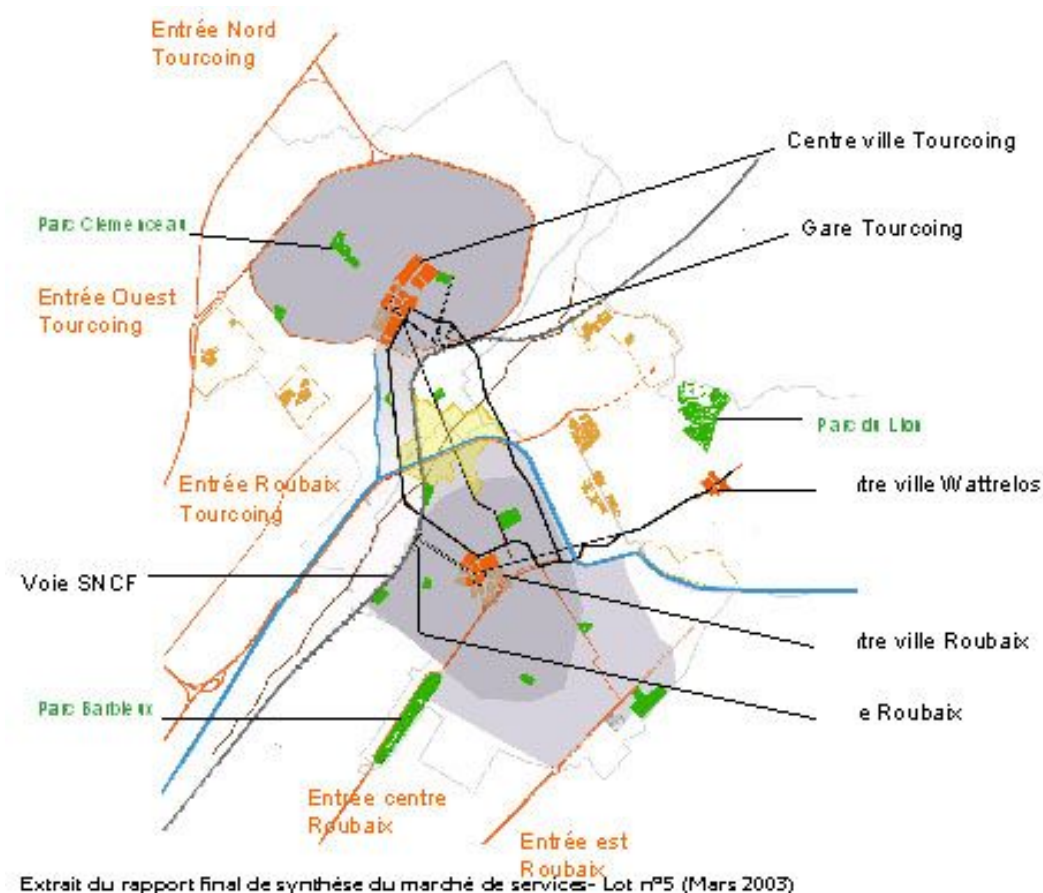 Entrée Nord
Tourcoing
Centre ville Tourcoing
Parc Clemenceau
Gare Tourcoing
Entrée Ouest
Tourcoing
Parc du Lion
Entrée Roubaix
Tourcoing
itre ville Wattrelos
Voie SNCF
itre ville Roubaix
Parc Barbieux
e Roubaix
Entrée centre
Roubaix
Entrée est
Roubaix
Extrait du rapport final de synthèse du marché de services- Lot n°5 (Mars 2003)